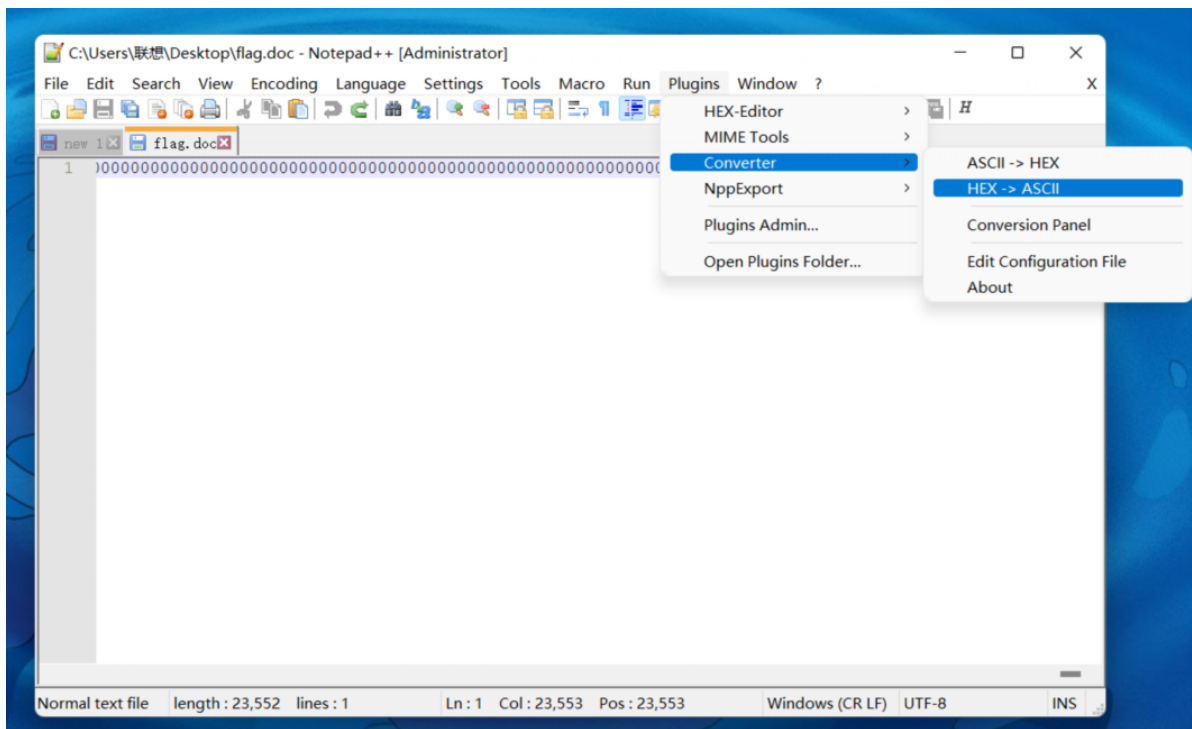 C:\Users\联想\Desktop\flag.doc - Notepad++ [Administrator]
File Edit Search View Encoding Language Settings Tools Macro Run Plugins Window ? X
new 1 flag.doc
HEX-Editor
MIME Tools
Converter
NppExport
Plugins Admin...
Open Plugins Folder...
ASCII -> HEX
HEX -> ASCII
Conversion Panel
Edit Configuration File
About
1
Normal text file length : 23,552 lines : 1 Ln : 1 Col : 23,553 Pos : 23,553 Windows (CR LF) UTF-8 INS